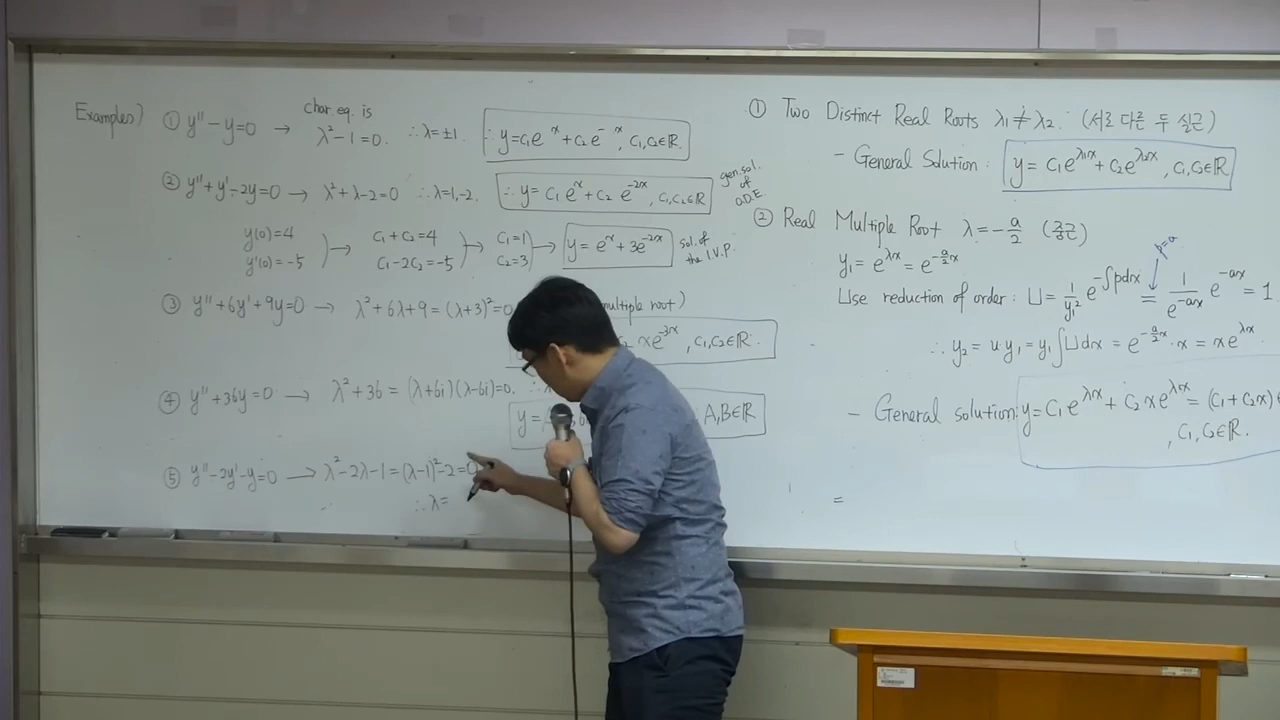 Examples) ① y'' - y = 0 → char. eq. is λ² - 1 = 0. ∴ λ = ±1. ∴ y = c₁e^x + c₂e^-x, c₁, c₂ ∈ ℝ.
② y'' + y' - 2y = 0 → λ² + λ - 2 = 0 ∴ λ = 1, -2. ∴ y = c₁e^x + c₂e^-2x, c₁, c₂ ∈ ℝ gen. sol. of O.D.E
y(0) = 4
y'(0) = -5
→ c₁ + c₂ = 4
c₁ - 2c₂ = -5
→ c₁ = 1
c₂ = 3
→ y = e^x + 3e^-2x sol. of the I.V.P.
③ y'' + 6y' + 9y = 0 → λ² + 6λ + 9 = (λ+3)² = 0 multiple root)
xe^-3x, c₁, c₂ ∈ ℝ.
④ y'' + 36y = 0 → λ² + 36 = (λ+6i)(λ-6i) = 0. ∴
y = A, B ∈ ℝ
⑤ y'' - 2y' - y = 0 → λ² - 2λ - 1 = (λ-1)² - 2 = 0
∴ λ =
① Two Distinct Real Roots λ₁ ≠ λ₂. (서로 다른 두 실근)
- General Solution : y = c₁e^λ₁x + c₂e^λ₂x, c₁, c₂ ∈ ℝ
② Real Multiple Root λ = -a/2 (중근)
y₁ = e^λx = e^-a/2x
p=a
Use reduction of order : U = 1/y₁² e^-∫pdx = 1/e^-ax e^-ax = 1
∴ y₂ = u·y₁ = y₁∫Udx = e^-a/2x · x = xe^λx.
- General solution : y = c₁e^λx + c₂xe^λx = (c₁ + c₂x)
, c₁, c₂ ∈ ℝ.
=